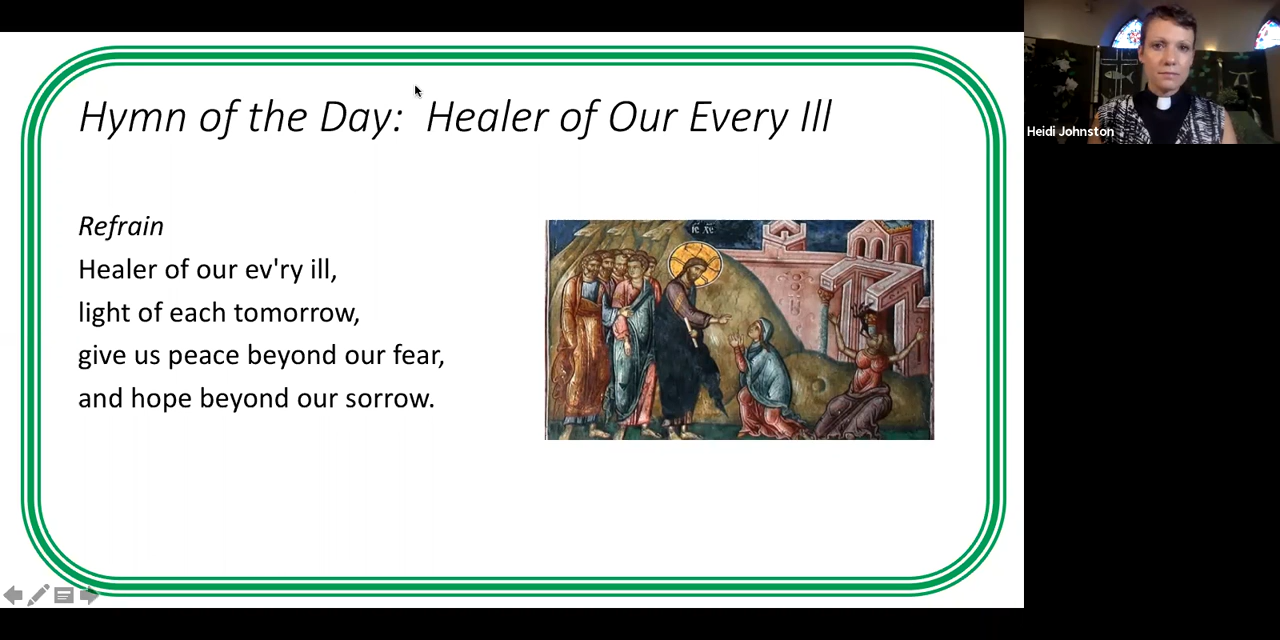 Hymn of the Day:  Healer of Our Every Ill
Refrain
Healer of our ev'ry ill,
light of each tomorrow,
give us peace beyond our fear,
and hope beyond our sorrow.
Heidi Johnston